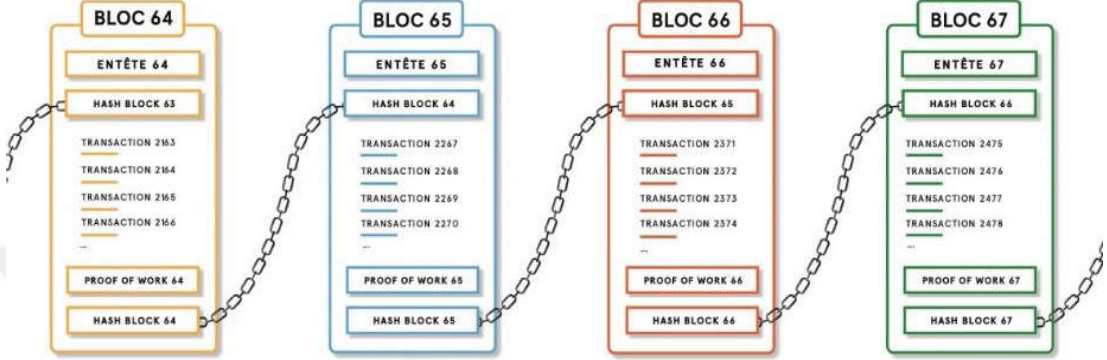 BLOC 64
ENTÊTE 64
HASH BLOCK 63
TRANSACTION 2163
TRANSACTION 2164
TRANSACTION 2165
TRANSACTION 2166
...
PROOF OF WORK 64
HASH BLOCK 64
BLOC 65
ENTÊTE 65
HASH BLOCK 64
TRANSACTION 2267
TRANSACTION 2268
TRANSACTION 2269
TRANSACTION 2270
...
PROOF OF WORK 65
HASH BLOCK 65
BLOC 66
ENTÊTE 66
HASH BLOCK 65
TRANSACTION 2371
TRANSACTION 2372
TRANSACTION 2373
TRANSACTION 2374
...
PROOF OF WORK 66
HASH BLOCK 66
BLOC 67
ENTÊTE 67
HASH BLOCK 66
TRANSACTION 2475
TRANSACTION 2476
TRANSACTION 2477
TRANSACTION 2478
...
PROOF OF WORK 67
HASH BLOCK 67